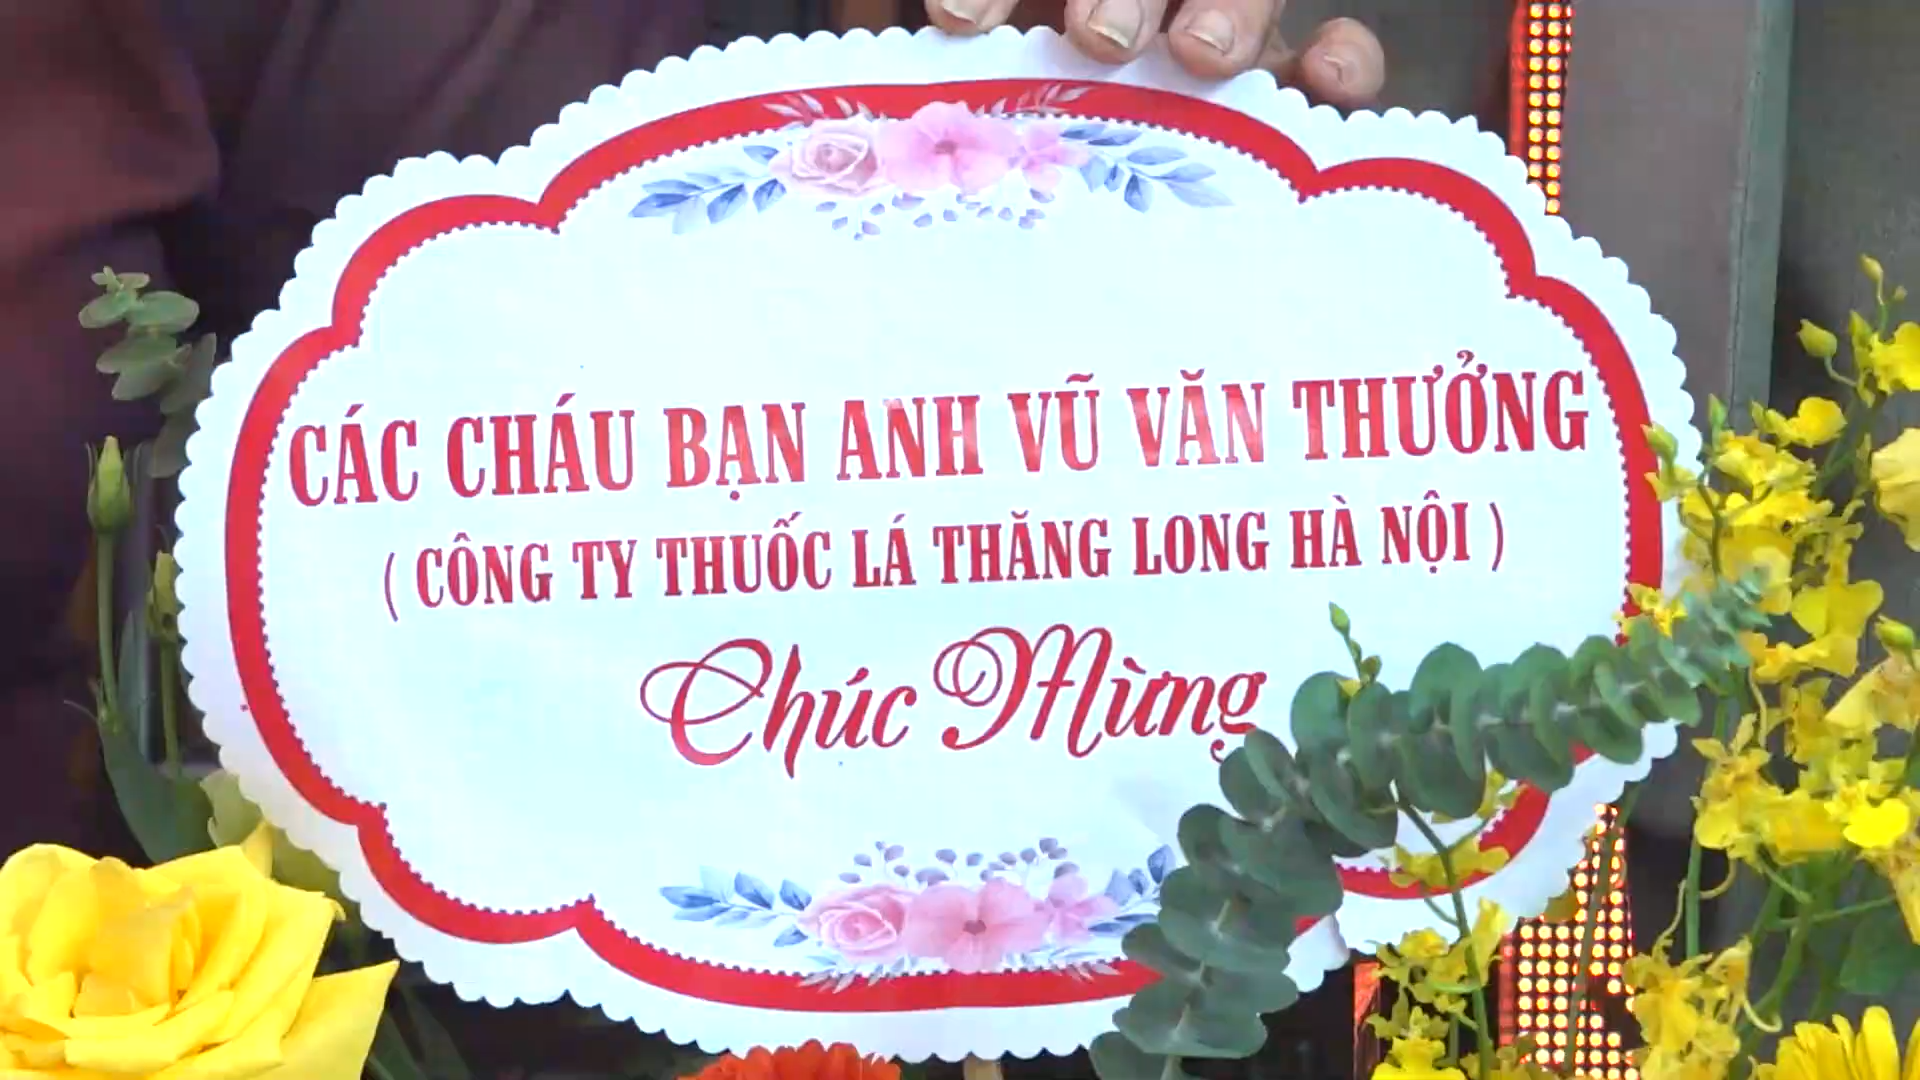 CÁC CHÁU BẠN ANH VŨ VĂN THƯỞNG
( CÔNG TY THUỐC LÁ THĂNG LONG HÀ NỘI )
Chúc Mừng